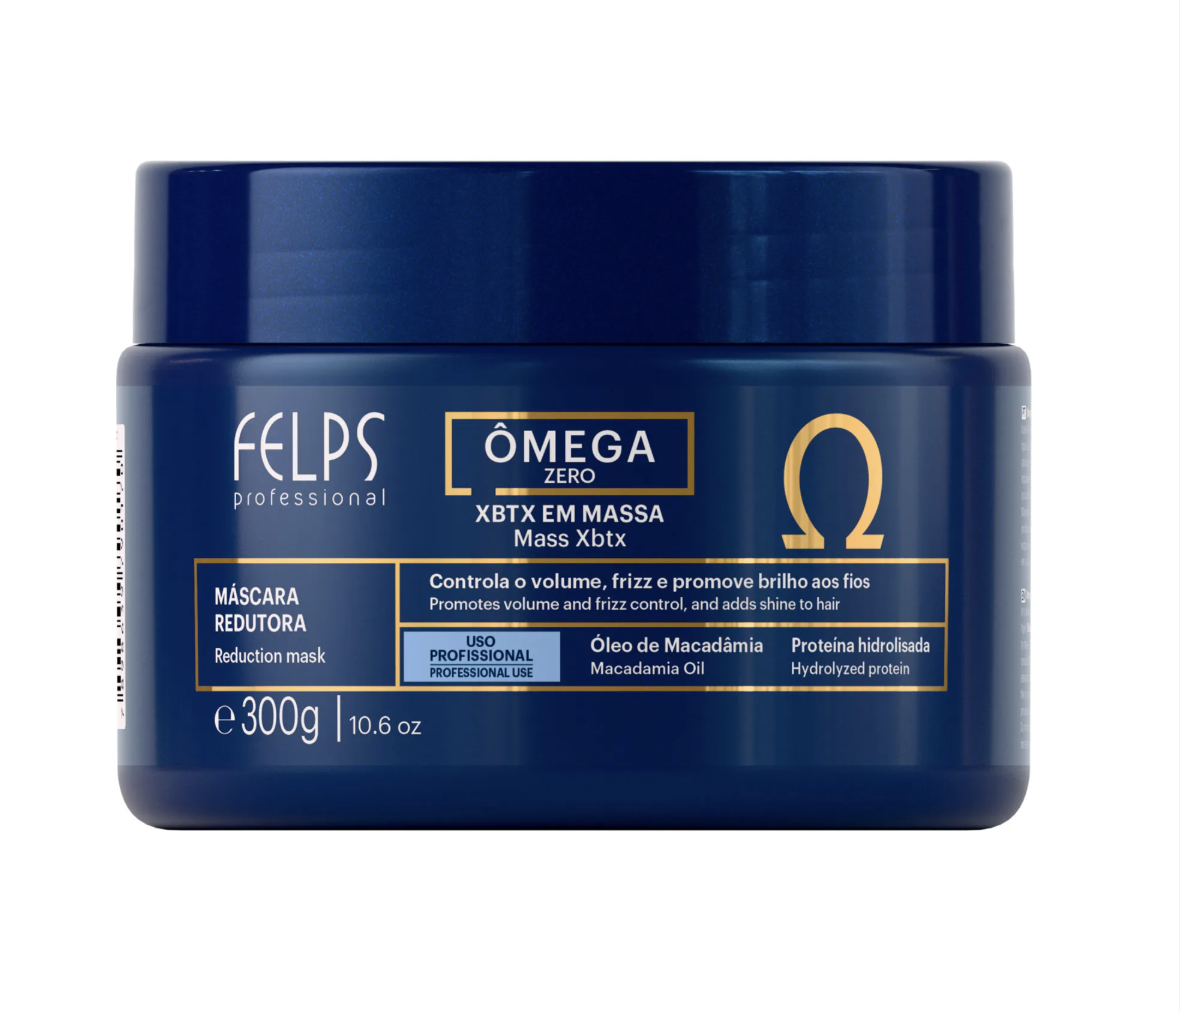 FELPS
professional
ÔMEGA
ZERO
XBTX EM MASSA
Mass Xbtx
Ω
MÁSCARA
REDUTORA
Reduction mask
Controla o volume, frizz e promove brilho aos fios
Promotes volume and frizz control, and adds shine to hair
USO
PROFISSIONAL
PROFESSIONAL USE
Óleo de Macadâmia
Macadamia Oil
Proteína hidrolisada
Hydrolyzed protein
e 300g | 10.6 oz